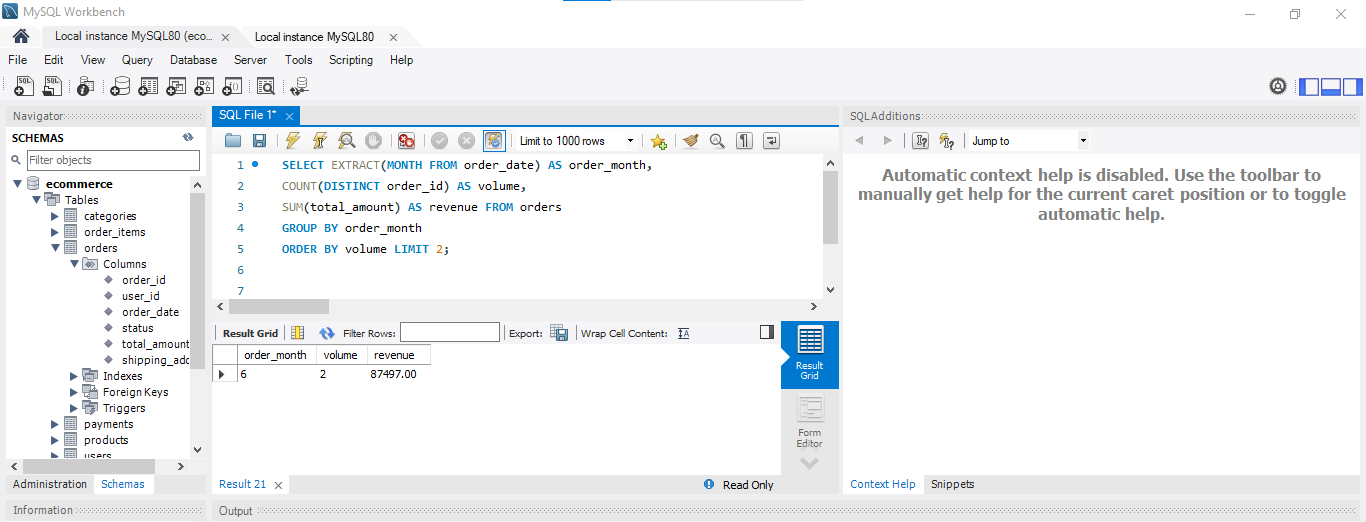 MySQL Workbench
Local instance MySQL80 (eco... Local instance MySQL80
File Edit View Query Database Server Tools Scripting Help
Navigator
SCHEMAS
Filter objects
ecommerce
Tables
categories
order_items
orders
Columns
order_id
user_id
order_date
status
total_amount
shipping_adc
Indexes
Foreign Keys
Triggers
payments
products
users
Administration Schemas
Information
SQL File 1*
Limit to 1000 rows
1 SELECT EXTRACT(MONTH FROM order_date) AS order_month,
2 COUNT(DISTINCT order_id) AS volume,
3 SUM(total_amount) AS revenue FROM orders
4 GROUP BY order_month
5 ORDER BY volume LIMIT 2;
6
7
Result Grid Filter Rows: Export: Wrap Cell Content:
order_month volume revenue
6 2 87497.00
Result Grid
Form Editor
Result 21 Read Only
Output
SQLAdditions
Jump to
Automatic context help is disabled. Use the toolbar to
manually get help for the current caret position or to toggle
automatic help.
Context Help Snippets